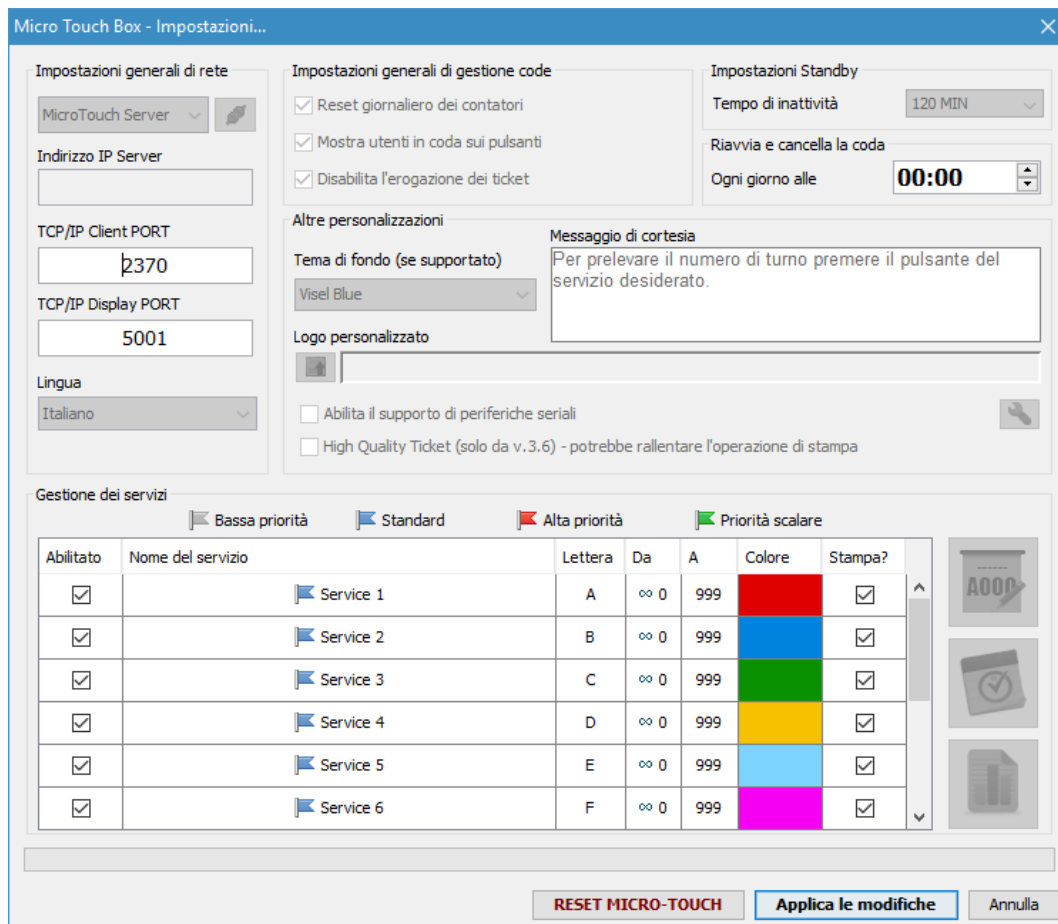 Micro Touch Box - Impostazioni...
Impostazioni generali di rete
MicroTouch Server
Indirizzo IP Server
TCP/IP Client PORT
2370
TCP/IP Display PORT
5001
Lingua
Italiano
Impostazioni generali di gestione code
Reset giornaliero dei contatori
Mostra utenti in coda sui pulsanti
Disabilita l'erogazione dei ticket
Impostazioni Standby
Tempo di inattività 120 MIN
Riavvia e cancella la coda
Ogni giorno alle 00:00
Altre personalizzazioni
Tema di fondo (se supportato)
Visel Blue
Messaggio di cortesia
Per prelevare il numero di turno premere il pulsante del
servizio desiderato.
Logo personalizzato
Abilita il supporto di periferiche seriali
High Quality Ticket (solo da v.3.6) - potrebbe rallentare l'operazione di stampa
Gestione dei servizi
Bassa priorità Standard Alta priorità Priorità scalare
Abilitato Nome del servizio Lettera Da A Colore Stampa?
Service 1 A ∞ 0 999
Service 2 B ∞ 0 999
Service 3 C ∞ 0 999
Service 4 D ∞ 0 999
Service 5 E ∞ 0 999
Service 6 F ∞ 0 999
A000
RESET MICRO-TOUCH Applica le modifiche Annulla